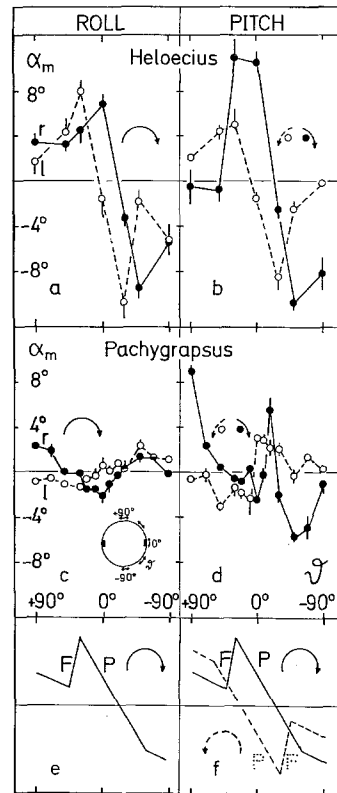 ROLL PITCH
αm Heloecius
8°
r
l
-4°
-8°
a b
αm Pachygrapsus
8°
4°
r
l
-4°
-8°
+90°
0°
ϑ
-90°
c d ϑ
+90° 0° -90° +90° 0° -90°
F P F P
P F
e f